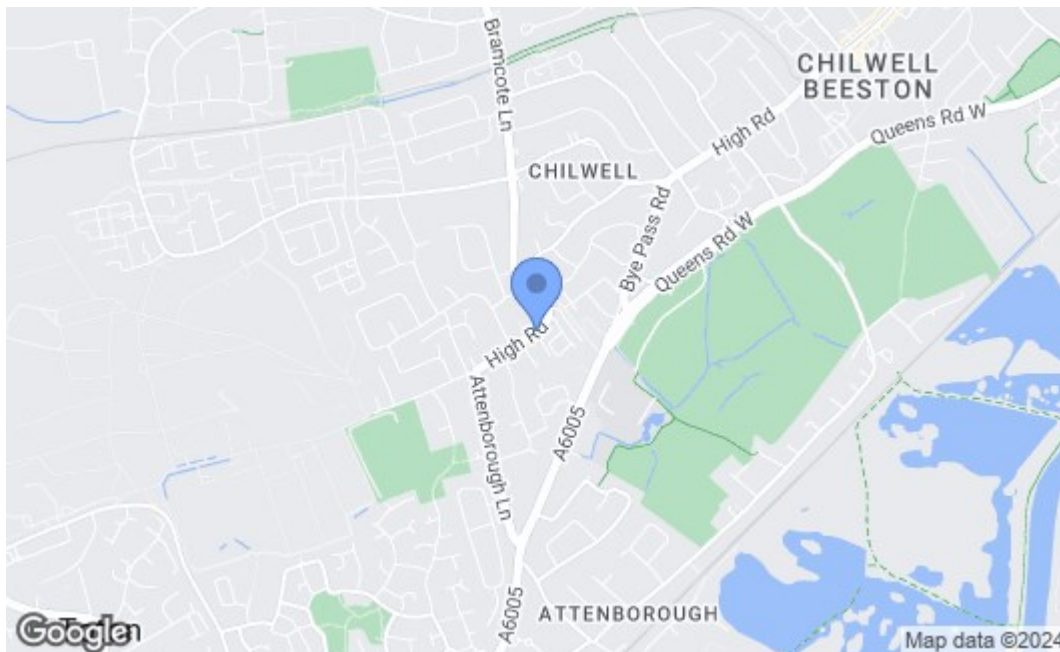 Bramcote Ln
CHILWELL
BEESTON
High Rd
Queens Rd W
CHILWELL
Bye Pass Rd
Queens Rd W
High Rd
Attenborough Ln
A6005
A6005
ATTENBOROUGH
Google
Map data ©2024